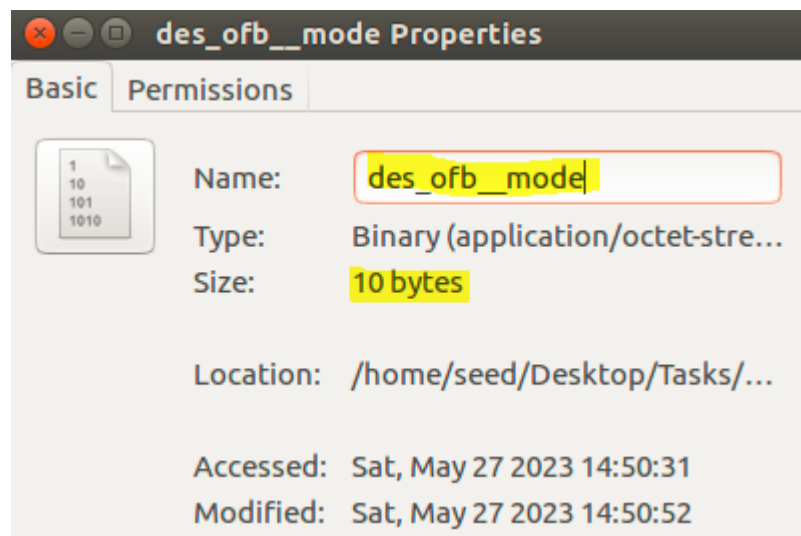 des_ofb__mode Properties
Basic Permissions
1
10
101
1010
Name: des_ofb__mode
Type: Binary (application/octet-stre...
Size: 10 bytes
Location: /home/seed/Desktop/Tasks/...
Accessed: Sat, May 27 2023 14:50:31
Modified: Sat, May 27 2023 14:50:52